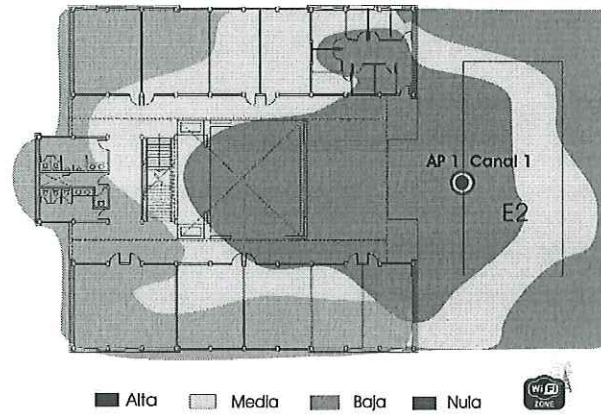 AP 1 Canal 1
E2
Alta Media Baja Nula
Wi Fi
ZONE